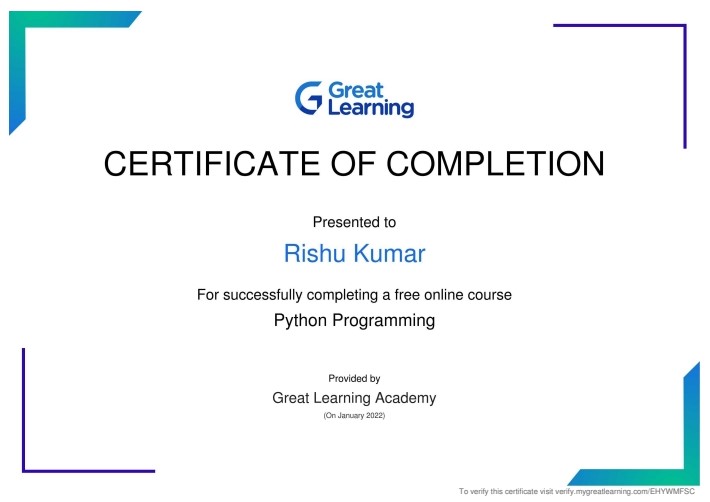 Great
Learning
CERTIFICATE OF COMPLETION
Presented to
Rishu Kumar
For successfully completing a free online course
Python Programming
Provided by
Great Learning Academy
(On January 2022)
To verify this certificate visit verify.mygreatlearning.com/EHYWMFSC